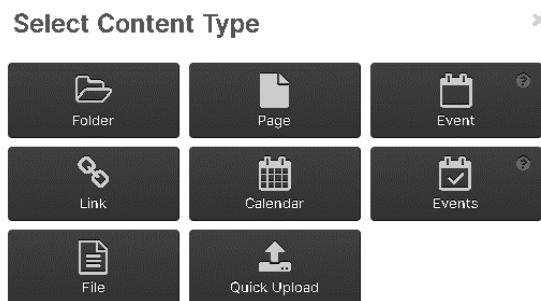 Select Content Type
Folder
Page
Event
Link
Calendar
Events
File
Quick Upload